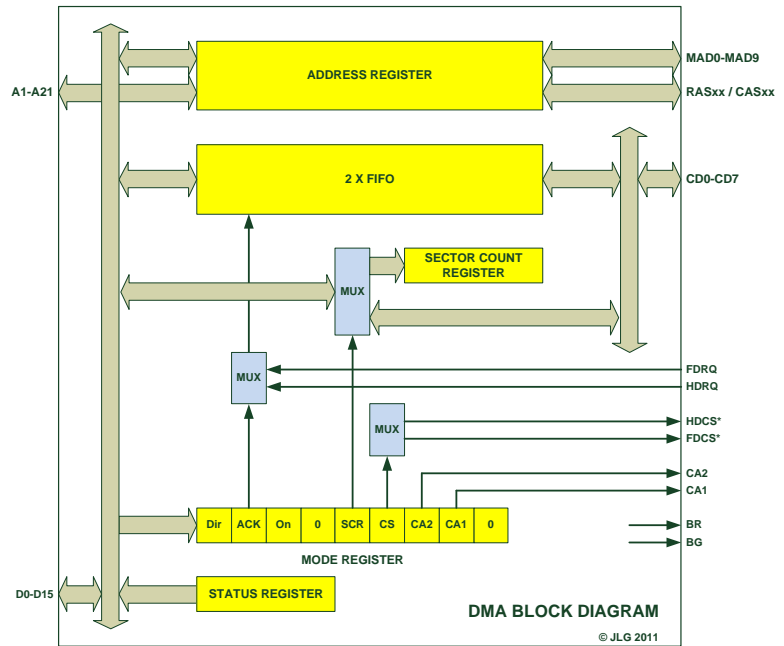 ADDRESS REGISTER
MAD0-MAD9
A1-A21
RASxx / CASxx
2 X FIFO
CD0-CD7
SECTOR COUNT
REGISTER
MUX
MUX
FDRQ
HDRQ
MUX
HDCS*
FDCS*
CA2
CA1
Dir ACK On 0 SCR CS CA2 CA1 0
BR
BG
MODE REGISTER
D0-D15
STATUS REGISTER
DMA BLOCK DIAGRAM
© JLG 2011